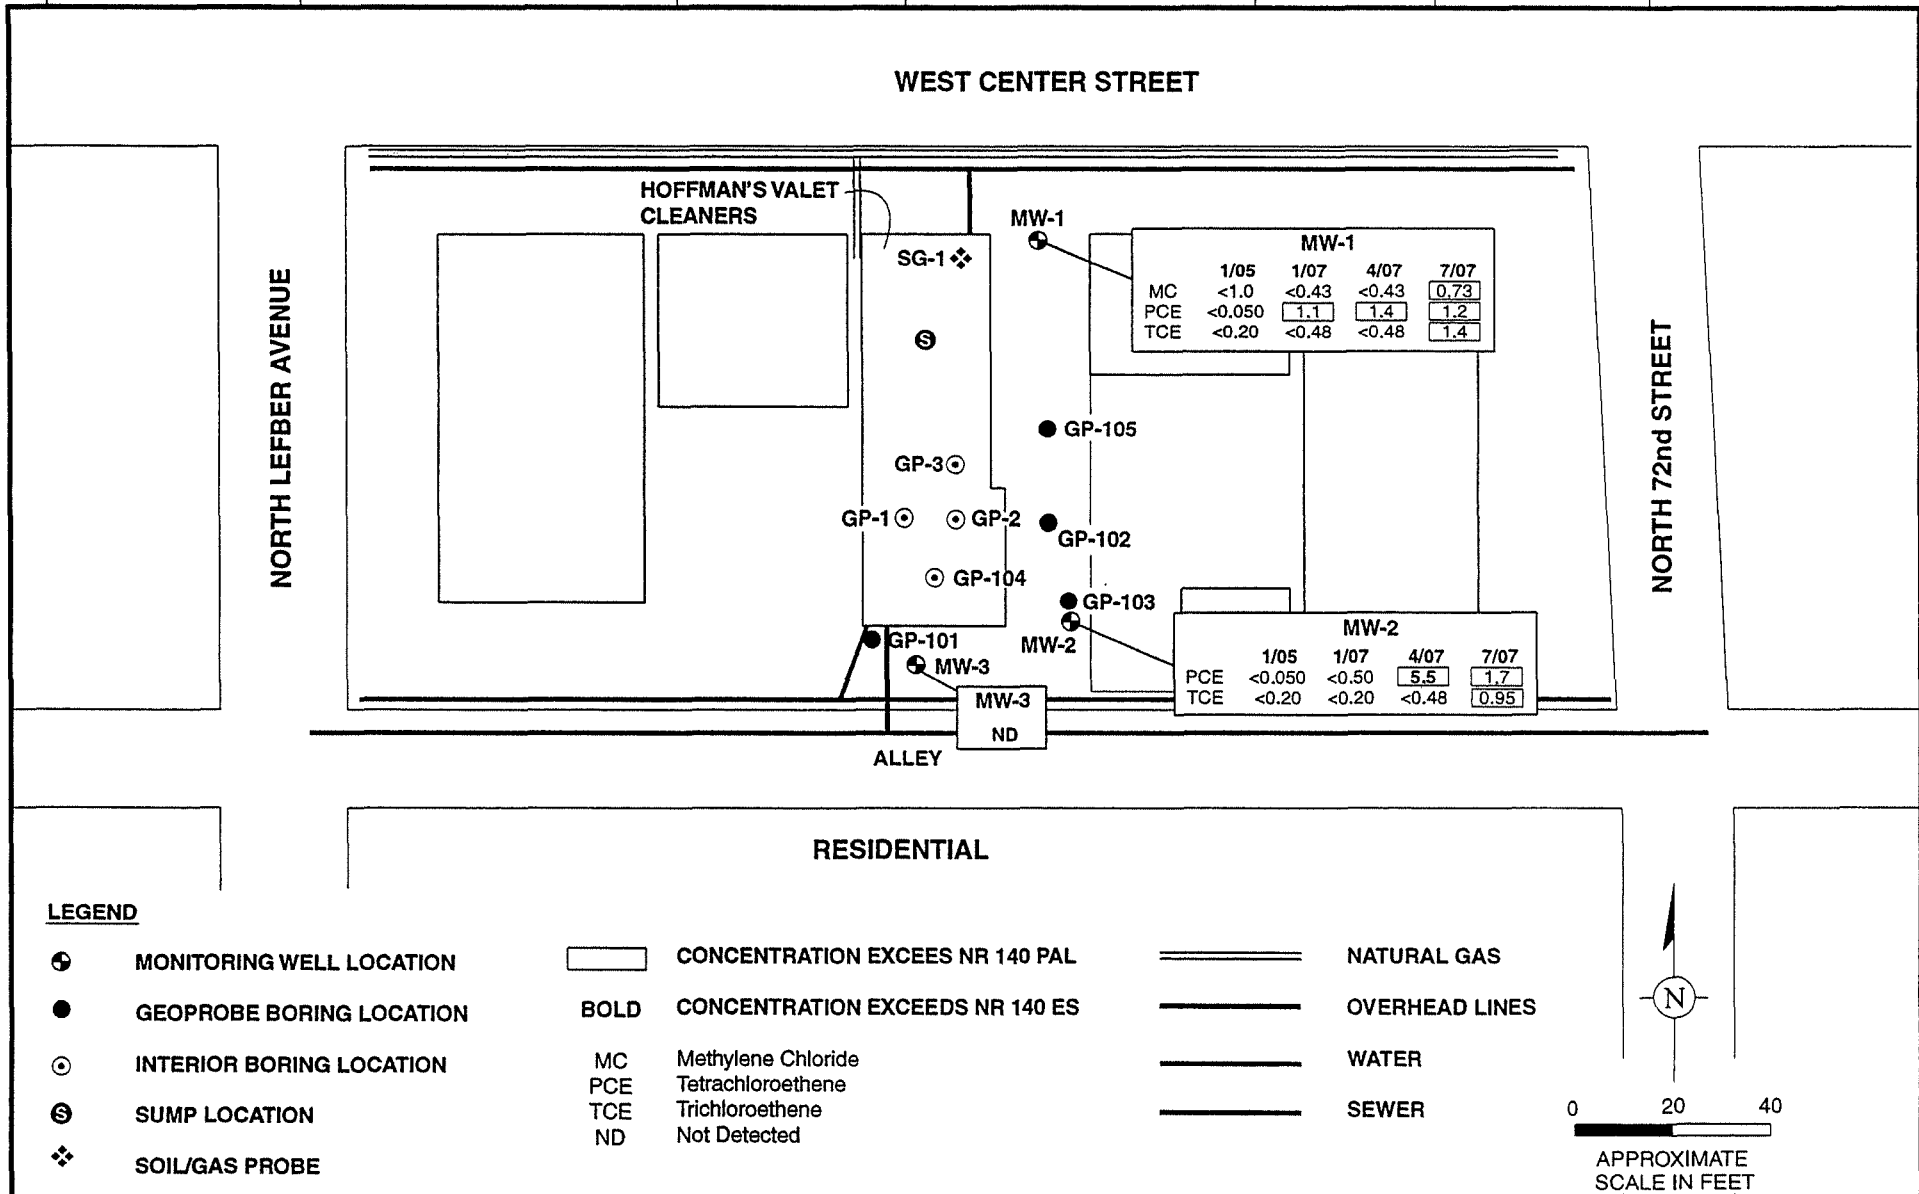 WEST CENTER STREET
HOFFMAN'S VALET
CLEANERS
NORTH LEFBER AVENUE
NORTH 72nd STREET
SG-1
S
MW-1
MW-1
1/05 1/07 4/07 7/07
MC <1.0 <0.43 <0.43 0.73
PCE <0.050 1.1 1.4 1.2
TCE <0.20 <0.48 <0.48 1.4
GP-105
GP-3
GP-1
GP-2
GP-102
GP-104
GP-103
GP-101
MW-2
MW-3
MW-2
1/05 1/07 4/07 7/07
PCE <0.050 <0.50 5.5 1.7
TCE <0.20 <0.20 <0.48 0.95
MW-3
ND
ALLEY
RESIDENTIAL
LEGEND
MONITORING WELL LOCATION
GEOPROBE BORING LOCATION
INTERIOR BORING LOCATION
S SUMP LOCATION
SOIL/GAS PROBE
CONCENTRATION EXCEES NR 140 PAL
BOLD CONCENTRATION EXCEEDS NR 140 ES
MC Methylene Chloride
PCE Tetrachloroethene
TCE Trichloroethene
ND Not Detected
NATURAL GAS
OVERHEAD LINES
WATER
SEWER
N
0 20 40
APPROXIMATE
SCALE IN FEET